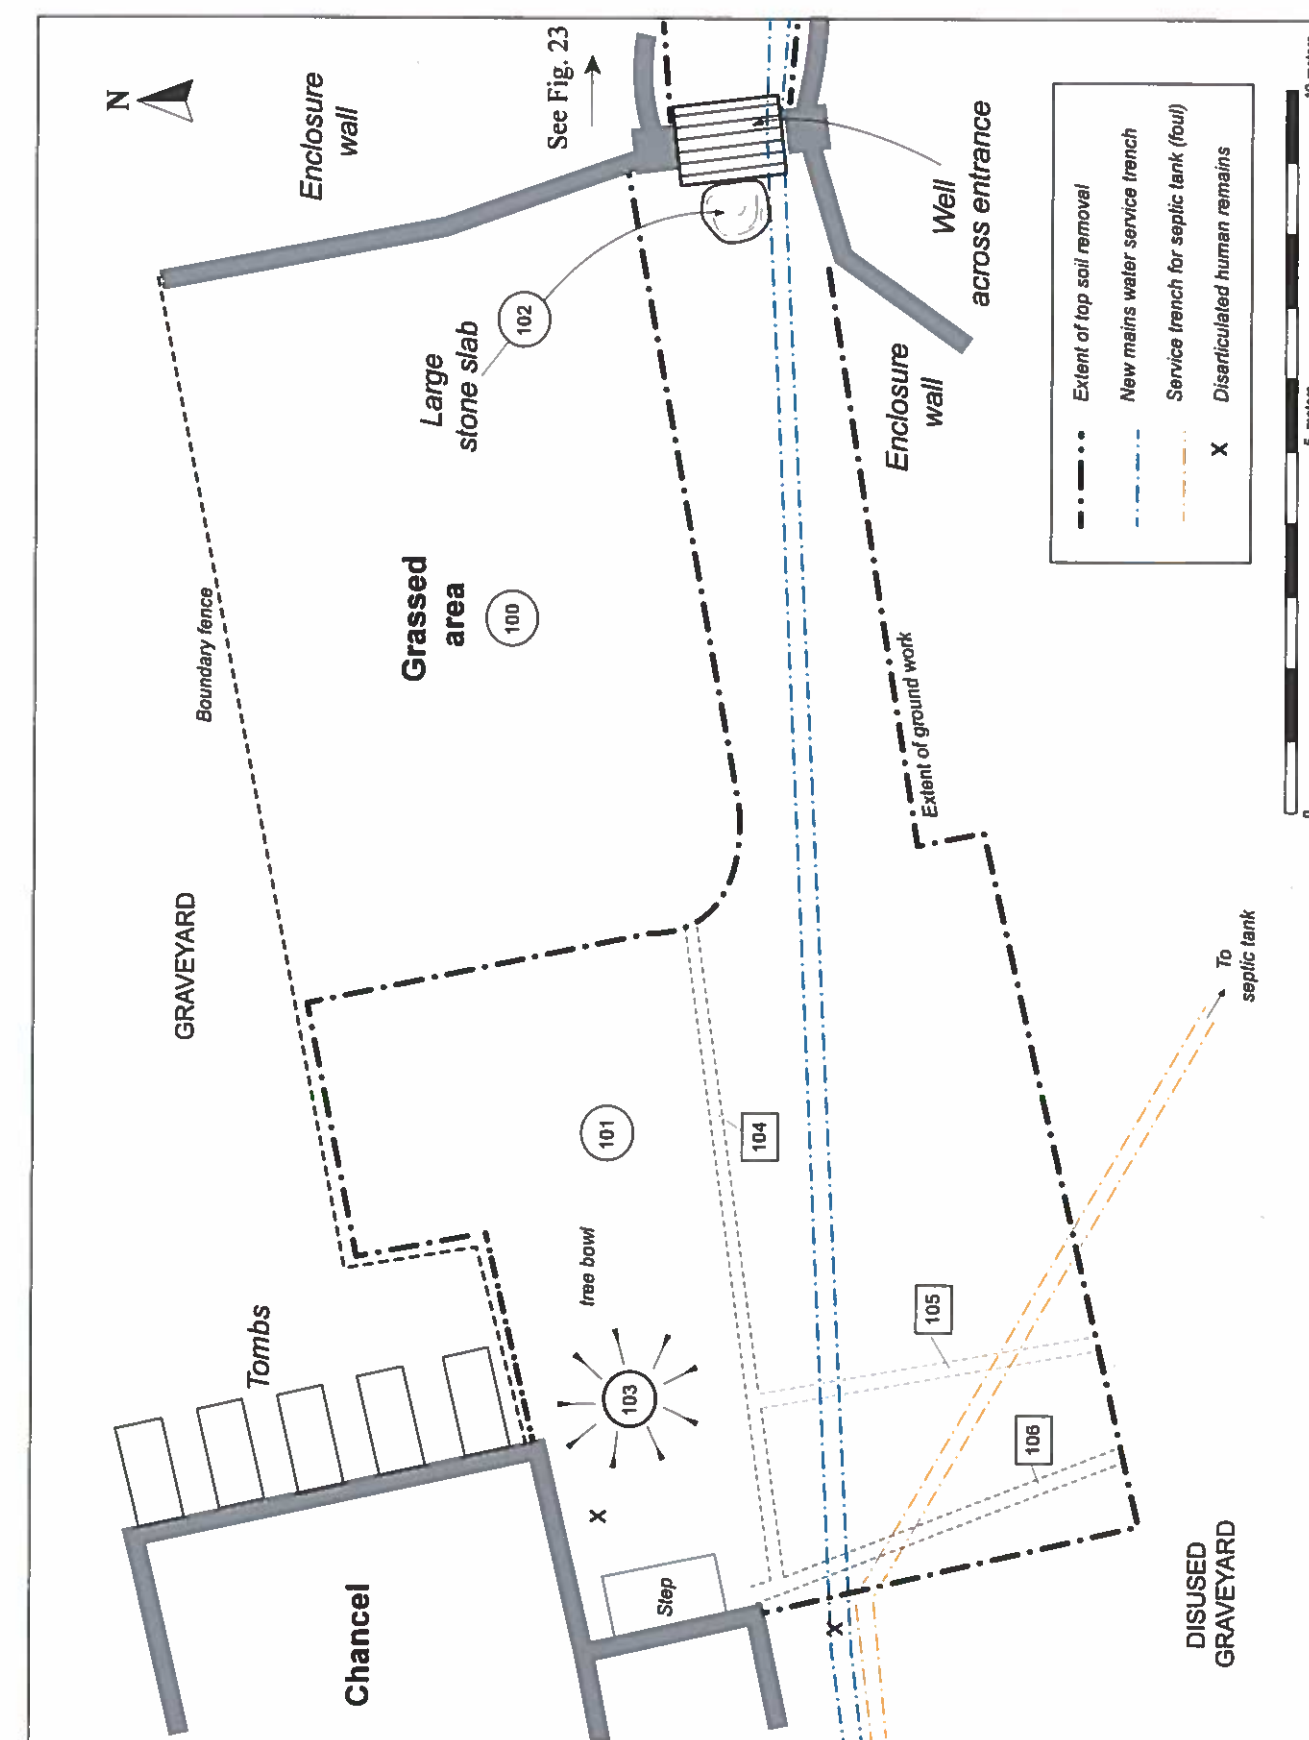 N
Enclosure
wall
See Fig. 23
Large
stone slab
102
Well
across entrance
Enclosure
wall
Boundary fence
Grassed
area
100
Extent of ground work
GRAVEYARD
101
104
tree bowl
103
105
106
Tombs
Step
Chancel
X
X
To
septic tank
DISUSED
GRAVEYARD
Extent of top soil removal
New mains water service trench
Service trench for septic tank (foul)
X Disarticulated human remains